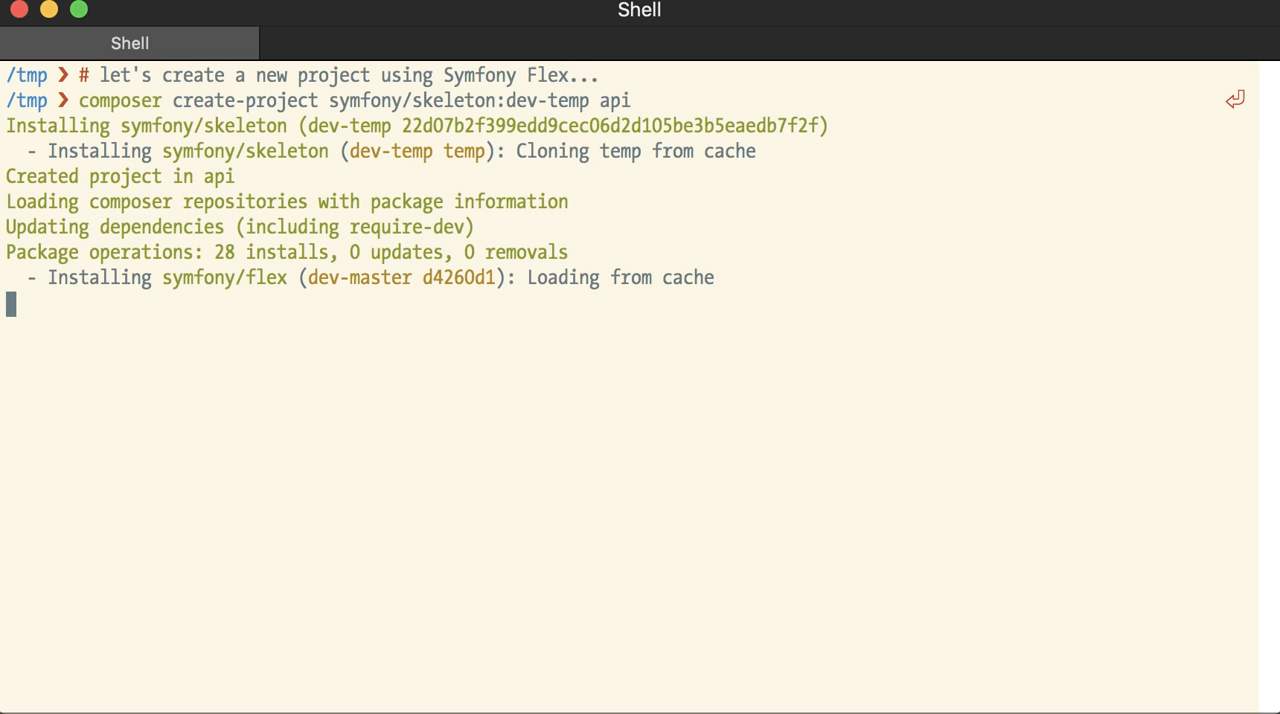 Shell
Shell
/tmp ❯ # let's create a new project using Symfony Flex...
/tmp ❯ composer create-project symfony/skeleton:dev-temp api
Installing symfony/skeleton (dev-temp 22d07b2f399edd9cec06d2d105be3b5eaedb7f2f)
  - Installing symfony/skeleton (dev-temp temp): Cloning temp from cache
Created project in api
Loading composer repositories with package information
Updating dependencies (including require-dev)
Package operations: 28 installs, 0 updates, 0 removals
  - Installing symfony/flex (dev-master d4260d1): Loading from cache